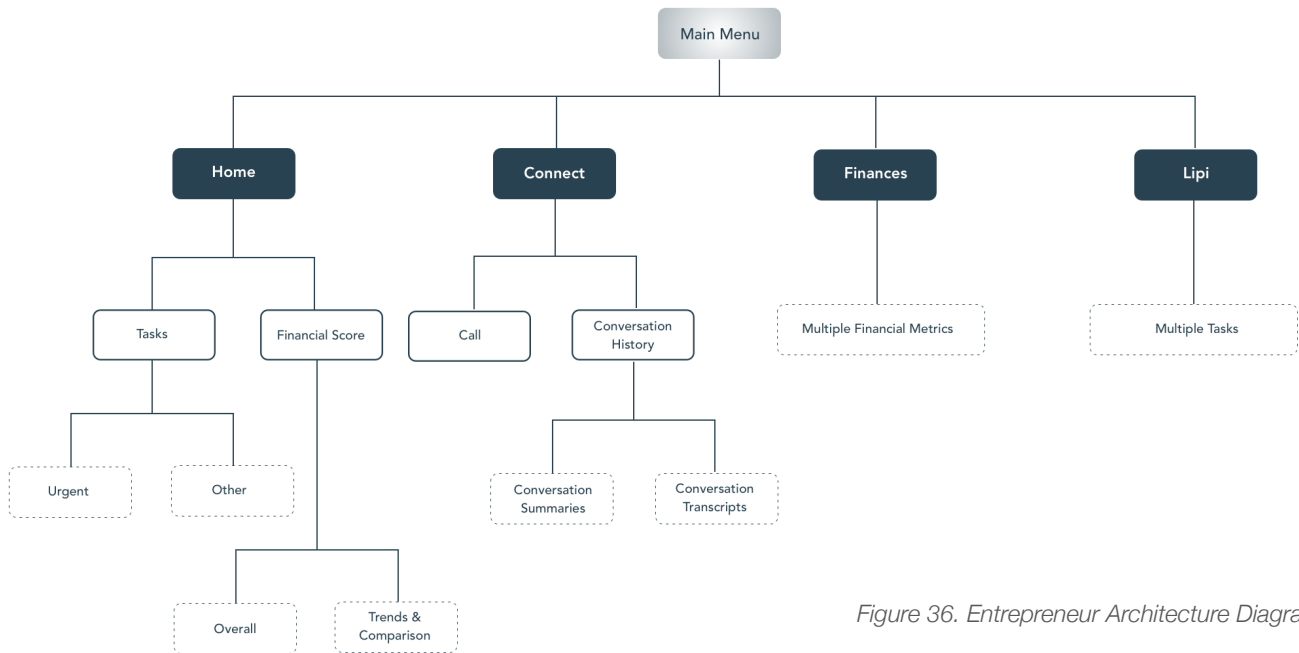 Main Menu
Home
Connect
Finances
Lipi
Tasks
Financial Score
Call
Conversation
History
Multiple Financial Metrics
Multiple Tasks
Urgent
Other
Conversation
Summaries
Conversation
Transcripts
Overall
Trends &
Comparison
Figure 36. Entrepreneur Architecture Diagra